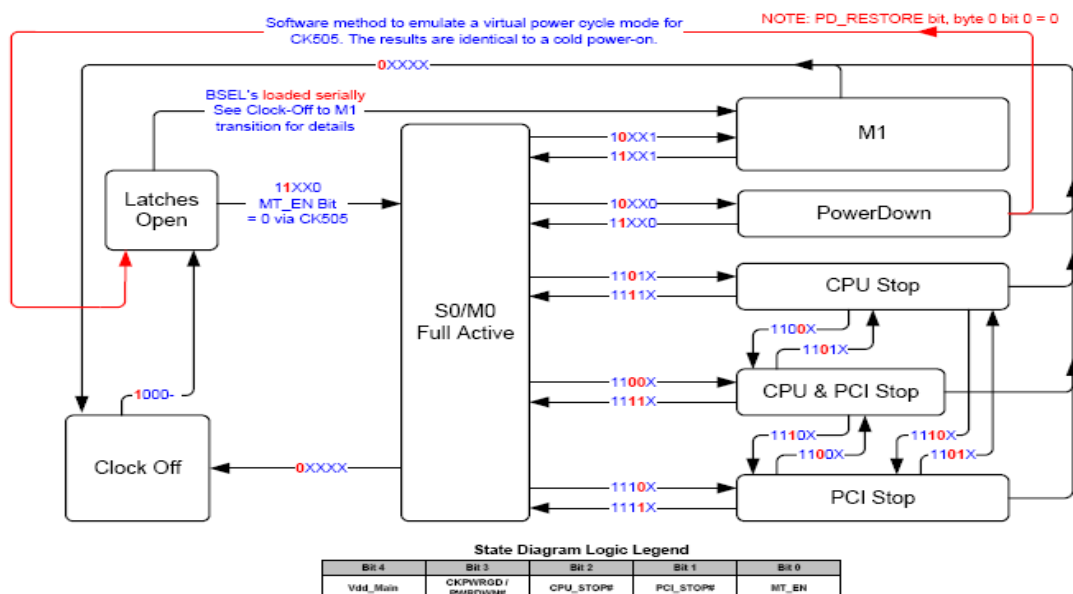 Software method to emulate a virtual power cycle mode for
CK505. The results are identical to a cold power-on.
NOTE: PD_RESTORE bit, byte 0 bit 0 = 0
0XXXX
BSEL's loaded serially
See Clock-Off to M1
transition for details
10XX1
11XX1
M1
Latches
Open
11XX0
MT_EN Bit
= 0 via CK505
10XX0
11XX0
PowerDown
S0/M0
Full Active
1101X
1111X
CPU Stop
1100X
1101X
1100X
1111X
CPU & PCI Stop
1000-
Clock Off
0XXXX
1110X
1100X
1110X
1101X
1110X
1111X
PCI Stop
State Diagram Logic Legend
Bit 4 Bit 3 Bit 2 Bit 1 Bit 0
Vdd_Main CKPWRGD / PWRDWN# CPU_STOP# PCI_STOP# MT_EN